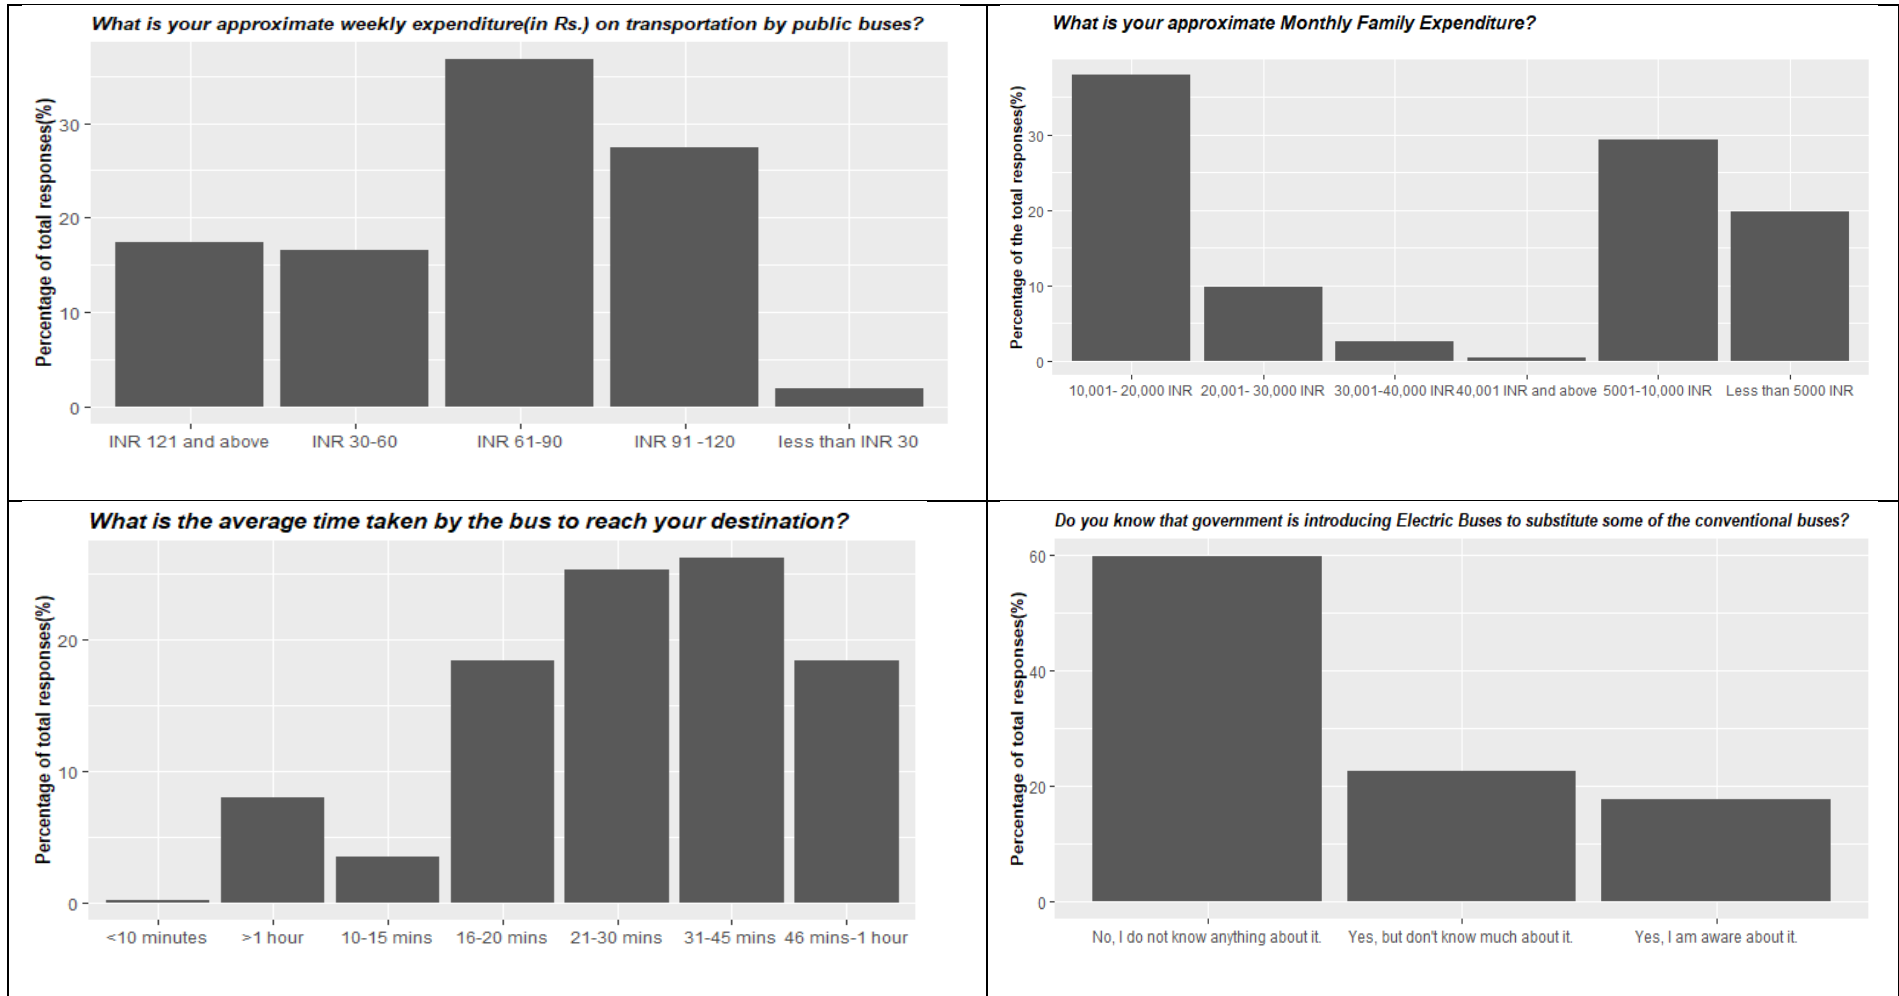 What is your approximate weekly expenditure(in Rs.) on transportation by public buses?
Percentage of total responses(%)
30
20
10
0
INR 121 and above INR 30-60 INR 61-90 INR 91 -120 less than INR 30
What is your approximate Monthly Family Expenditure?
Percentage of the total responses(%)
30
20
10
0
10,001- 20,000 INR 20,001- 30,000 INR 30,001-40,000 INR 40,001 INR and above 5001-10,000 INR Less than 5000 INR
What is the average time taken by the bus to reach your destination?
Percentage of total responses(%)
20
10
0
<10 minutes >1 hour 10-15 mins 16-20 mins 21-30 mins 31-45 mins 46 mins-1 hour
Do you know that government is introducing Electric Buses to substitute some of the conventional buses?
Percentage of total responses(%)
60
40
20
0
No, I do not know anything about it. Yes, but don't know much about it. Yes, I am aware about it.